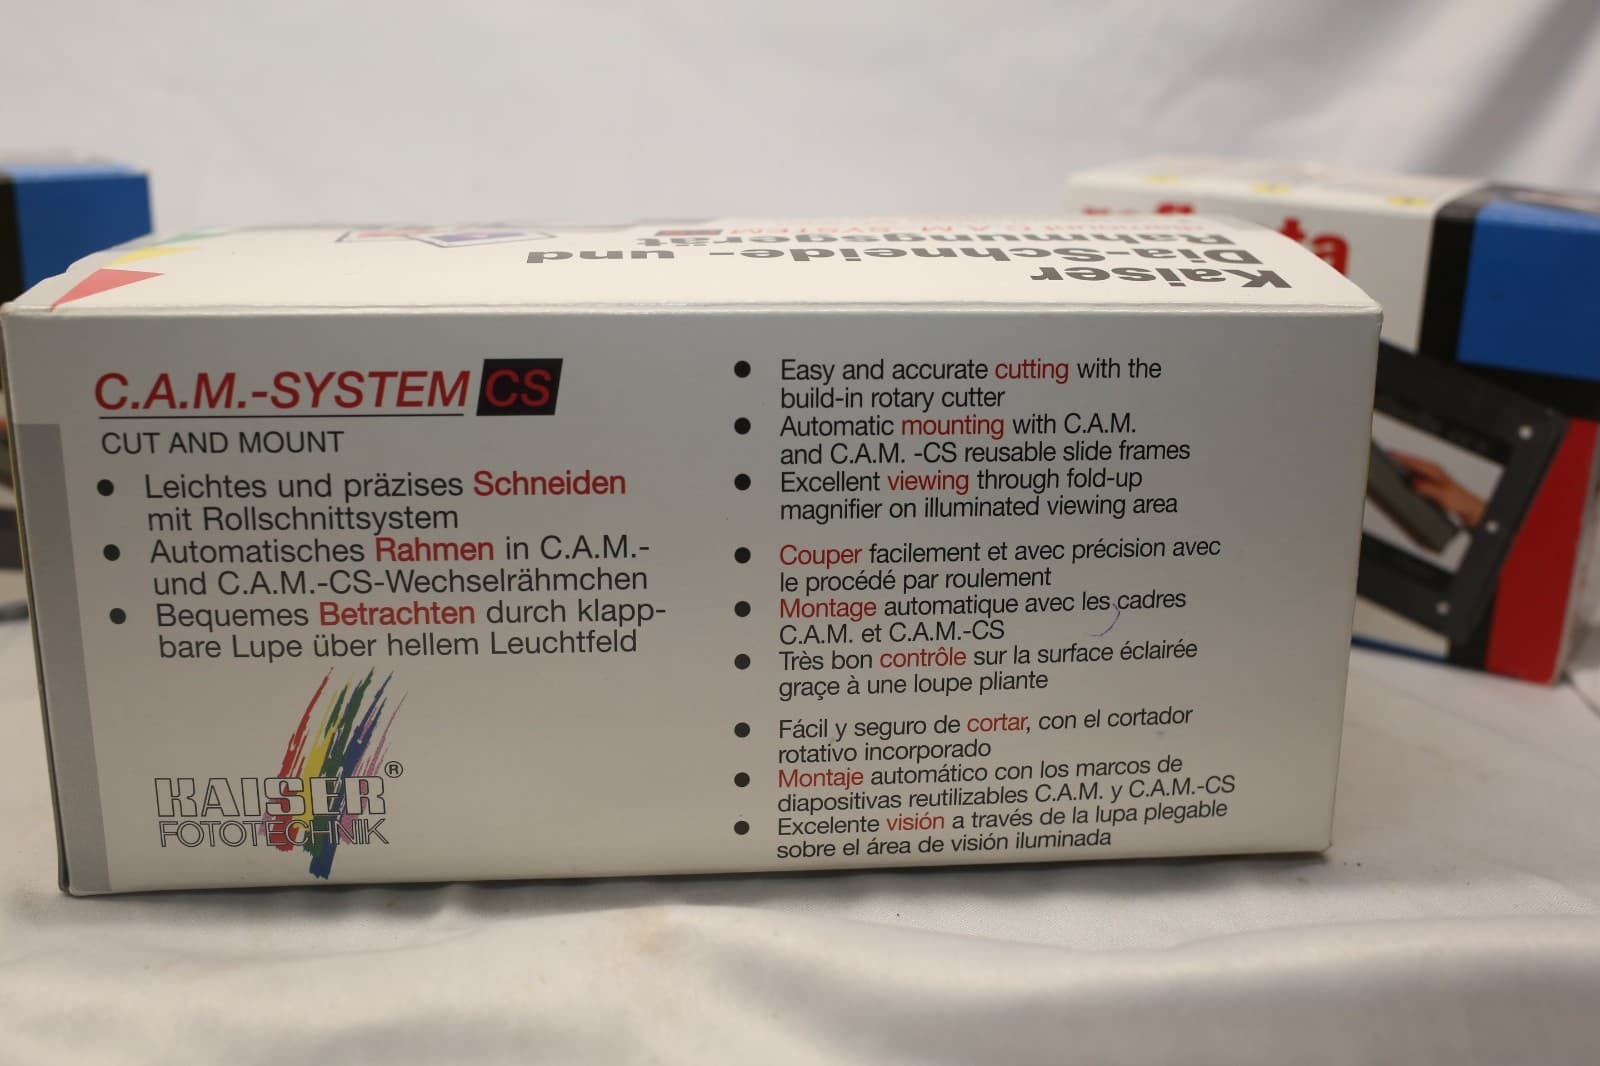 Kaiser
Dia-Schneide- und
Rahmungsgerät
C.A.M.-SYSTEM CS
CUT AND MOUNT
• Leichtes und präzises Schneiden
mit Rollschnittsystem
• Automatisches Rahmen in C.A.M.-
und C.A.M.-CS-Wechselrähmchen
• Bequemes Betrachten durch klapp-
bare Lupe über hellem Leuchtfeld
KAISER®
FOTOTECHNIK
• Easy and accurate cutting with the
build-in rotary cutter
• Automatic mounting with C.A.M.
and C.A.M. -CS reusable slide frames
• Excellent viewing through fold-up
magnifier on illuminated viewing area
• Couper facilement et avec précision avec
le procédé par roulement
• Montage automatique avec les cadres
C.A.M. et C.A.M.-CS
• Très bon contrôle sur la surface éclairée
graçe à une loupe pliante
• Fácil y seguro de cortar, con el cortador
rotativo incorporado
• Montaje automático con los marcos de
diapositivas reutilizables C.A.M. y C.A.M.-CS
• Excelente visión a través de la lupa plegable
sobre el área de visión iluminada